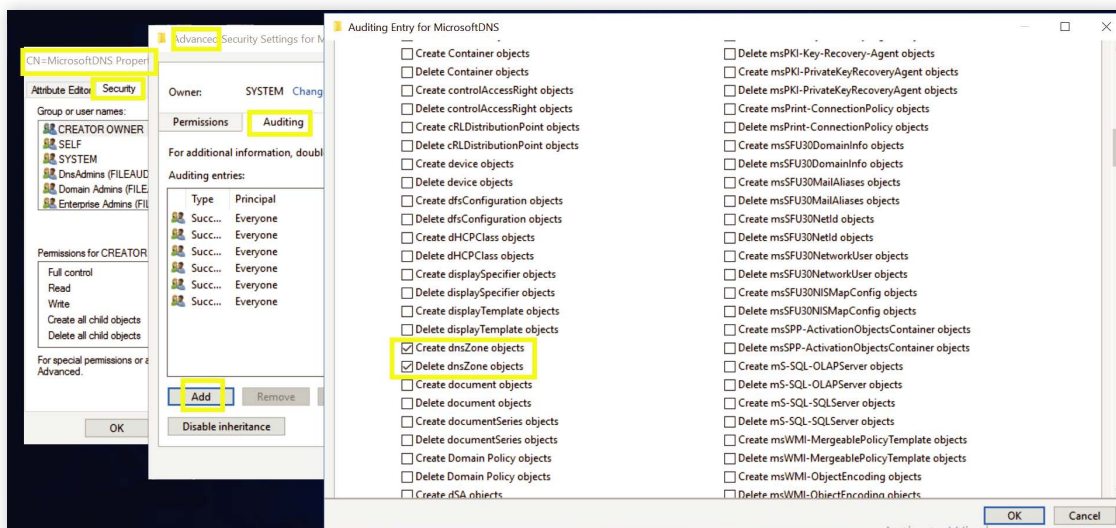 CN=MicrosoftDNS Propert
Attribute Editor
Security
Group or user names:
CREATOR OWNER
SELF
SYSTEM
DnsAdmins (FILEAUD
Domain Admins (FILE
Enterprise Admins (FIL
Permissions for CREATOR
Full control
Read
Write
Create all child objects
Delete all child objects
For special permissions or a
Advanced.
OK
Advanced Security Settings for M
Owner: SYSTEM Chang
Permissions
Auditing
For additional information, doubl
Auditing entries:
Type Principal
Succ... Everyone
Succ... Everyone
Succ... Everyone
Succ... Everyone
Succ... Everyone
Succ... Everyone
Add
Remove
Disable inheritance
Auditing Entry for MicrosoftDNS
Create Container objects
Delete Container objects
Create controlAccessRight objects
Delete controlAccessRight objects
Create cRLDistributionPoint objects
Delete cRLDistributionPoint objects
Create device objects
Delete device objects
Create dfsConfiguration objects
Delete dfsConfiguration objects
Create dHCPClass objects
Delete dHCPClass objects
Create displaySpecifier objects
Delete displaySpecifier objects
Create displayTemplate objects
Delete displayTemplate objects
Create dnsZone objects
Delete dnsZone objects
Create document objects
Delete document objects
Create documentSeries objects
Delete documentSeries objects
Create Domain Policy objects
Delete Domain Policy objects
Create dSA objects
Delete msPKI-Key-Recovery-Agent objects
Create msPKI-PrivateKeyRecoveryAgent objects
Delete msPKI-PrivateKeyRecoveryAgent objects
Create msPrint-ConnectionPolicy objects
Delete msPrint-ConnectionPolicy objects
Create msSFU30DomainInfo objects
Delete msSFU30DomainInfo objects
Create msSFU30MailAliases objects
Delete msSFU30MailAliases objects
Create msSFU30NetId objects
Delete msSFU30NetId objects
Create msSFU30NetworkUser objects
Delete msSFU30NetworkUser objects
Create msSFU30NISMapConfig objects
Delete msSFU30NISMapConfig objects
Create msSPP-ActivationObjectsContainer objects
Delete msSPP-ActivationObjectsContainer objects
Create mS-SQL-OLAPServer objects
Delete mS-SQL-OLAPServer objects
Create mS-SQL-SQLServer objects
Delete mS-SQL-SQLServer objects
Create msWMI-MergeablePolicyTemplate objects
Delete msWMI-MergeablePolicyTemplate objects
Create msWMI-ObjectEncoding objects
Delete msWMI-ObjectEncoding objects
OK
Cancel